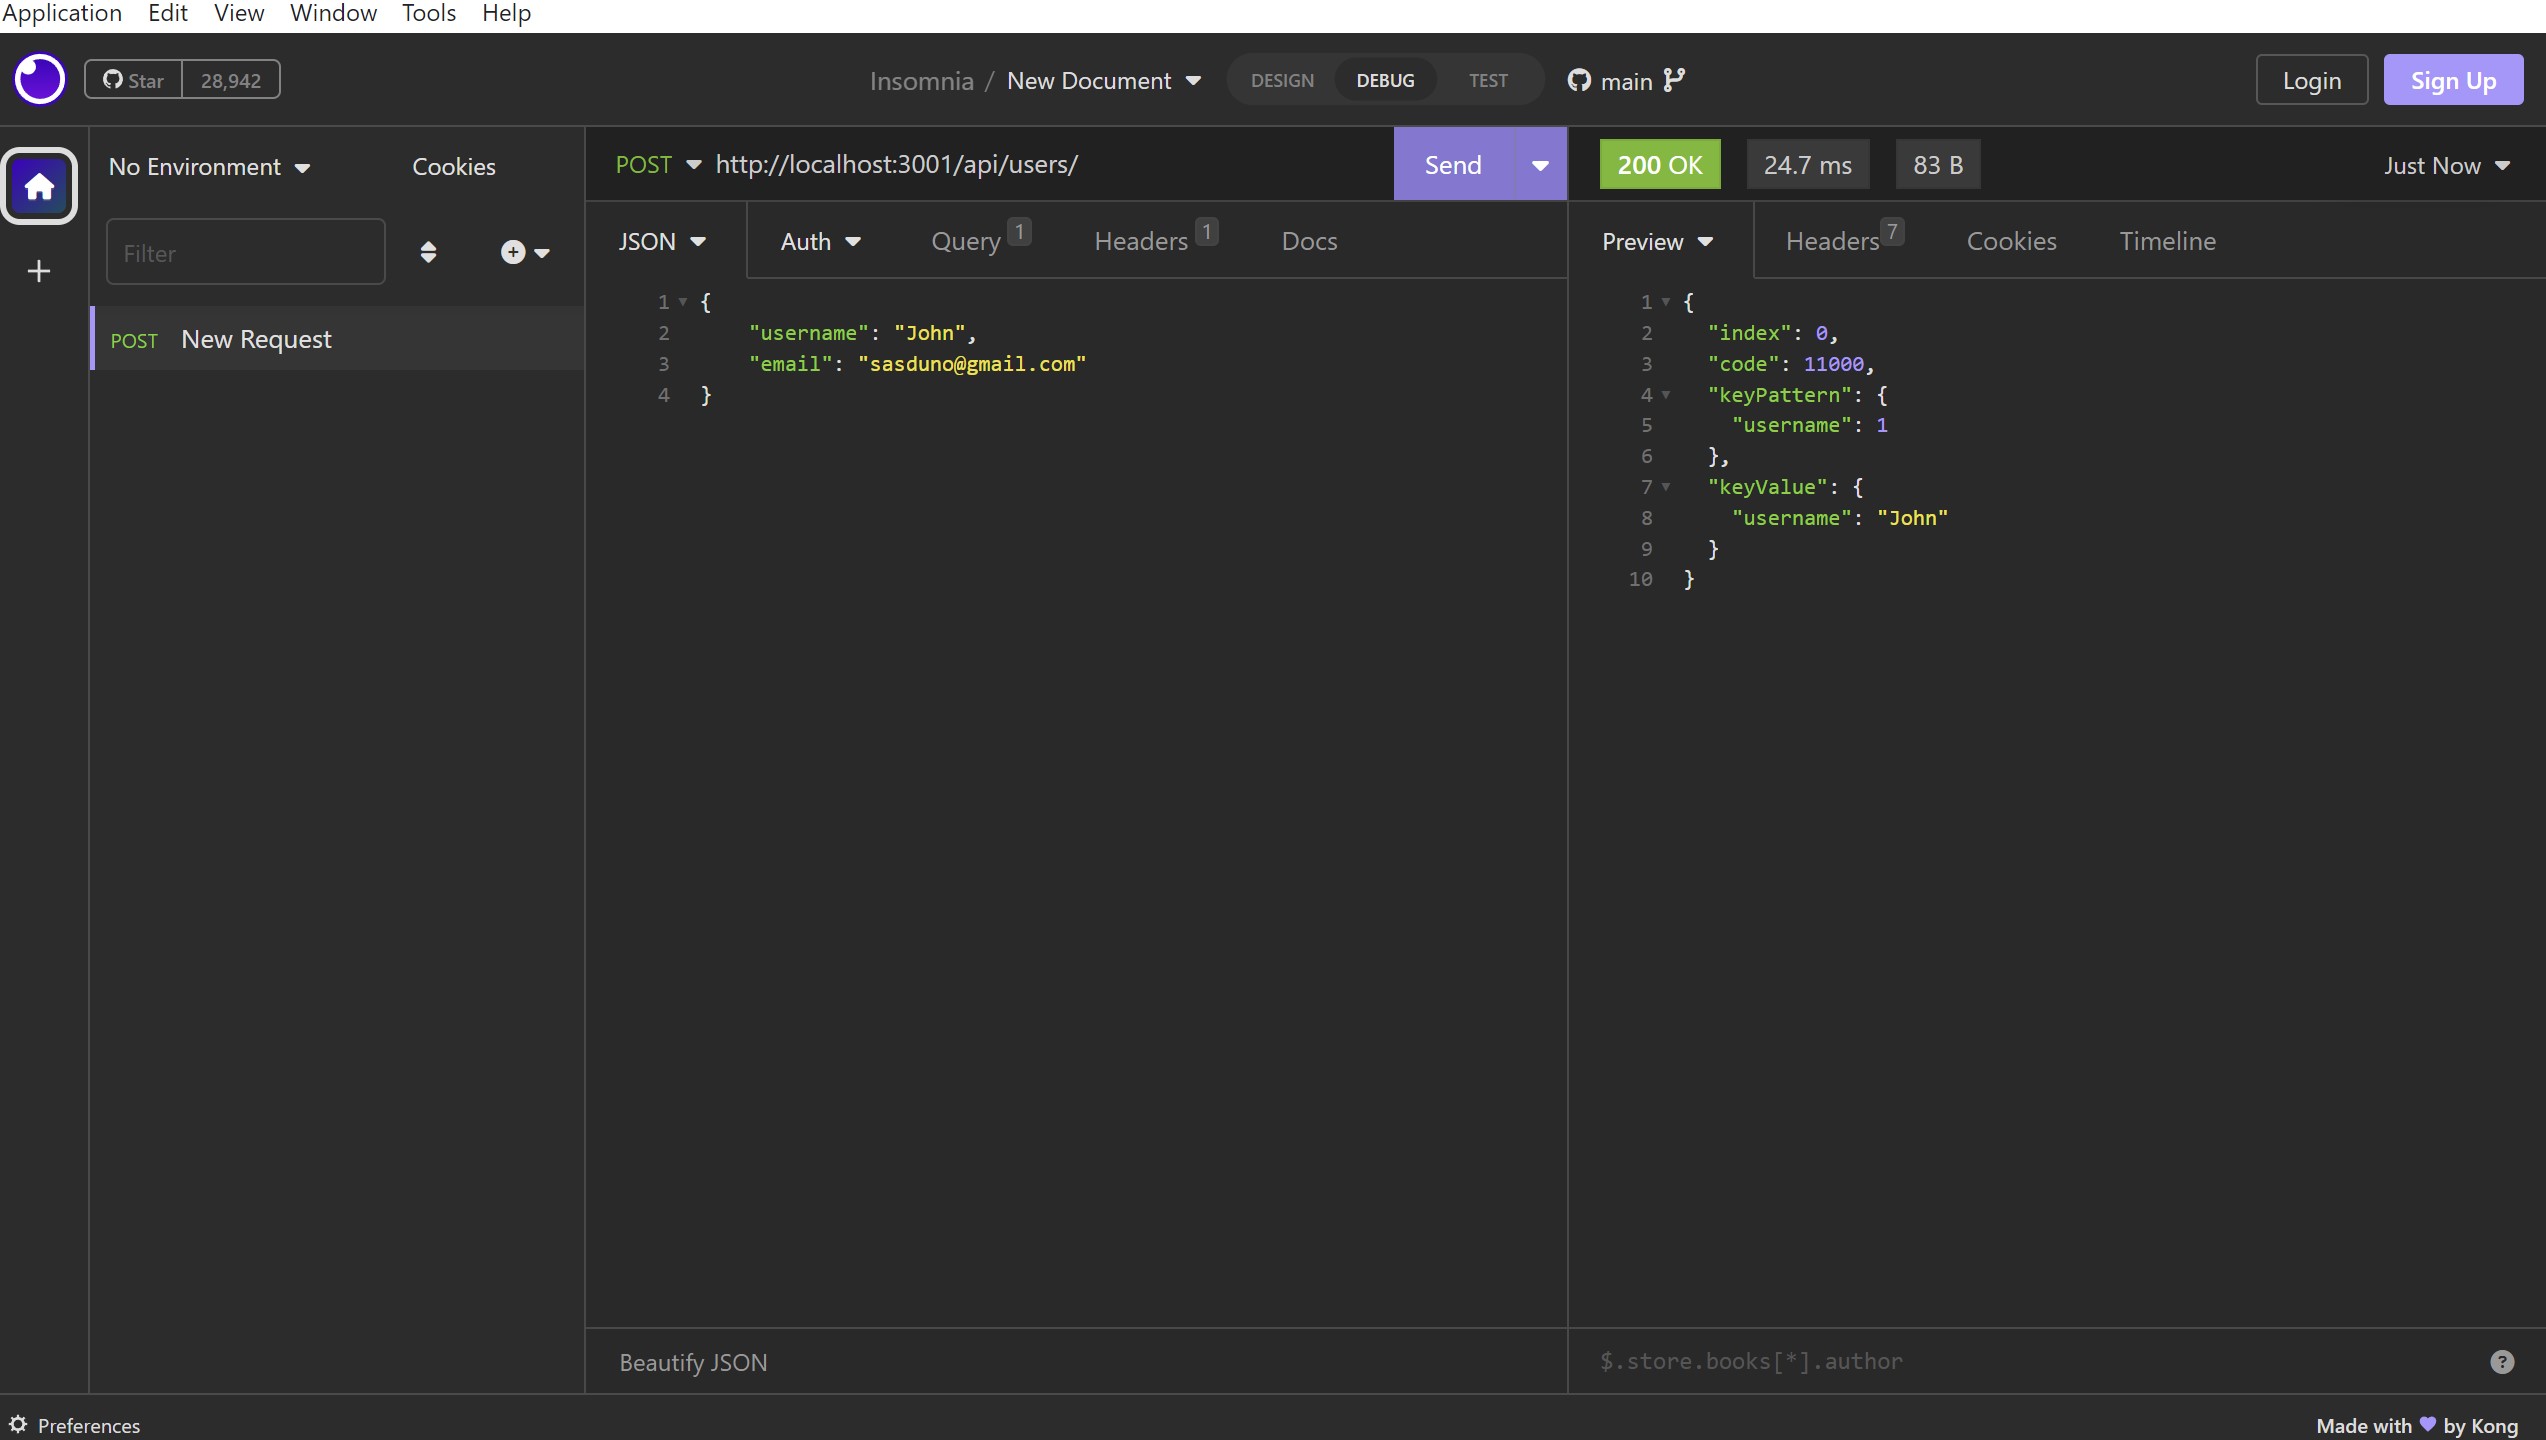 Application Edit View Window Tools Help
Star 28,942
Insomnia / New Document
DESIGN DEBUG TEST
main
Login
Sign Up
No Environment
Cookies
Filter
POST New Request
POST http://localhost:3001/api/users/
Send
JSON Auth Query 1 Headers 1 Docs
1 {
2 "username": "John",
3 "email": "sasduno@gmail.com"
4 }
Beautify JSON
200 OK 24.7 ms 83 B Just Now
Preview Headers 7 Cookies Timeline
1 {
2 "index": 0,
3 "code": 11000,
4 "keyPattern": {
5 "username": 1
6 },
7 "keyValue": {
8 "username": "John"
9 }
10 }
$.store.books[*].author
?
Preferences
Made with 💜 by Kong